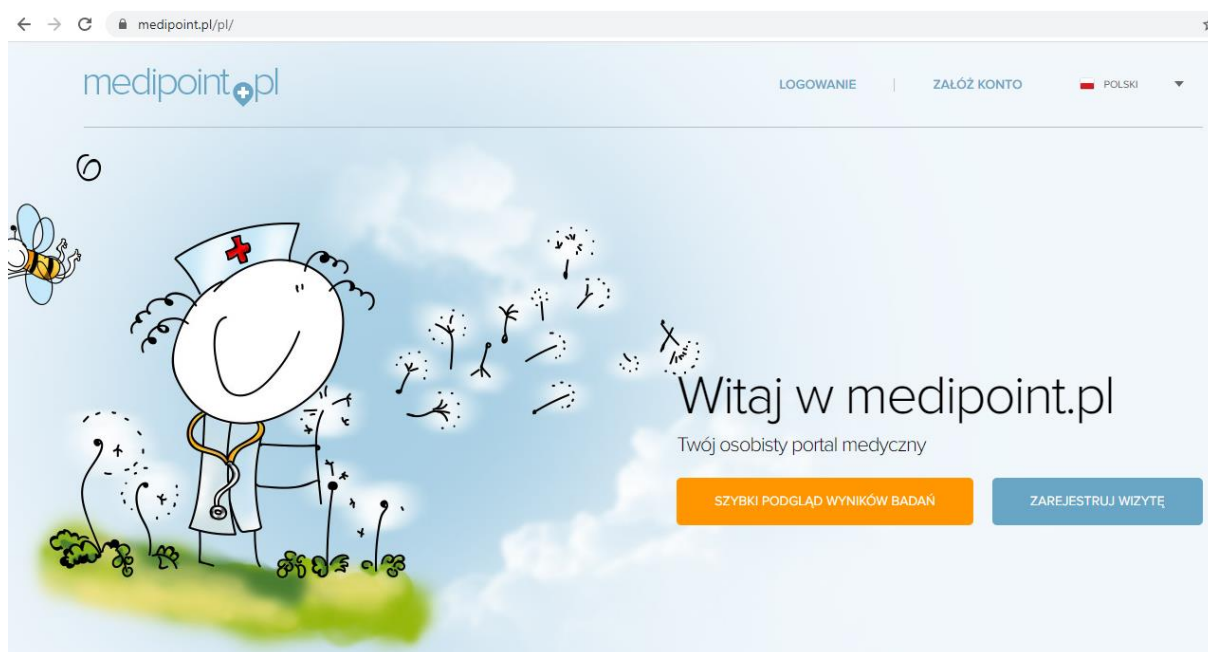 medipoint.pl/pl/
medipoint pl
LOGOWANIE
ZAŁÓŻ KONTO
POLSKI
Witaj w medipoint.pl
Twój osobisty portal medyczny
SZYBKI PODGLĄD WYNIKÓW BADAŃ
ZAREJESTRUJ WIZYTĘ